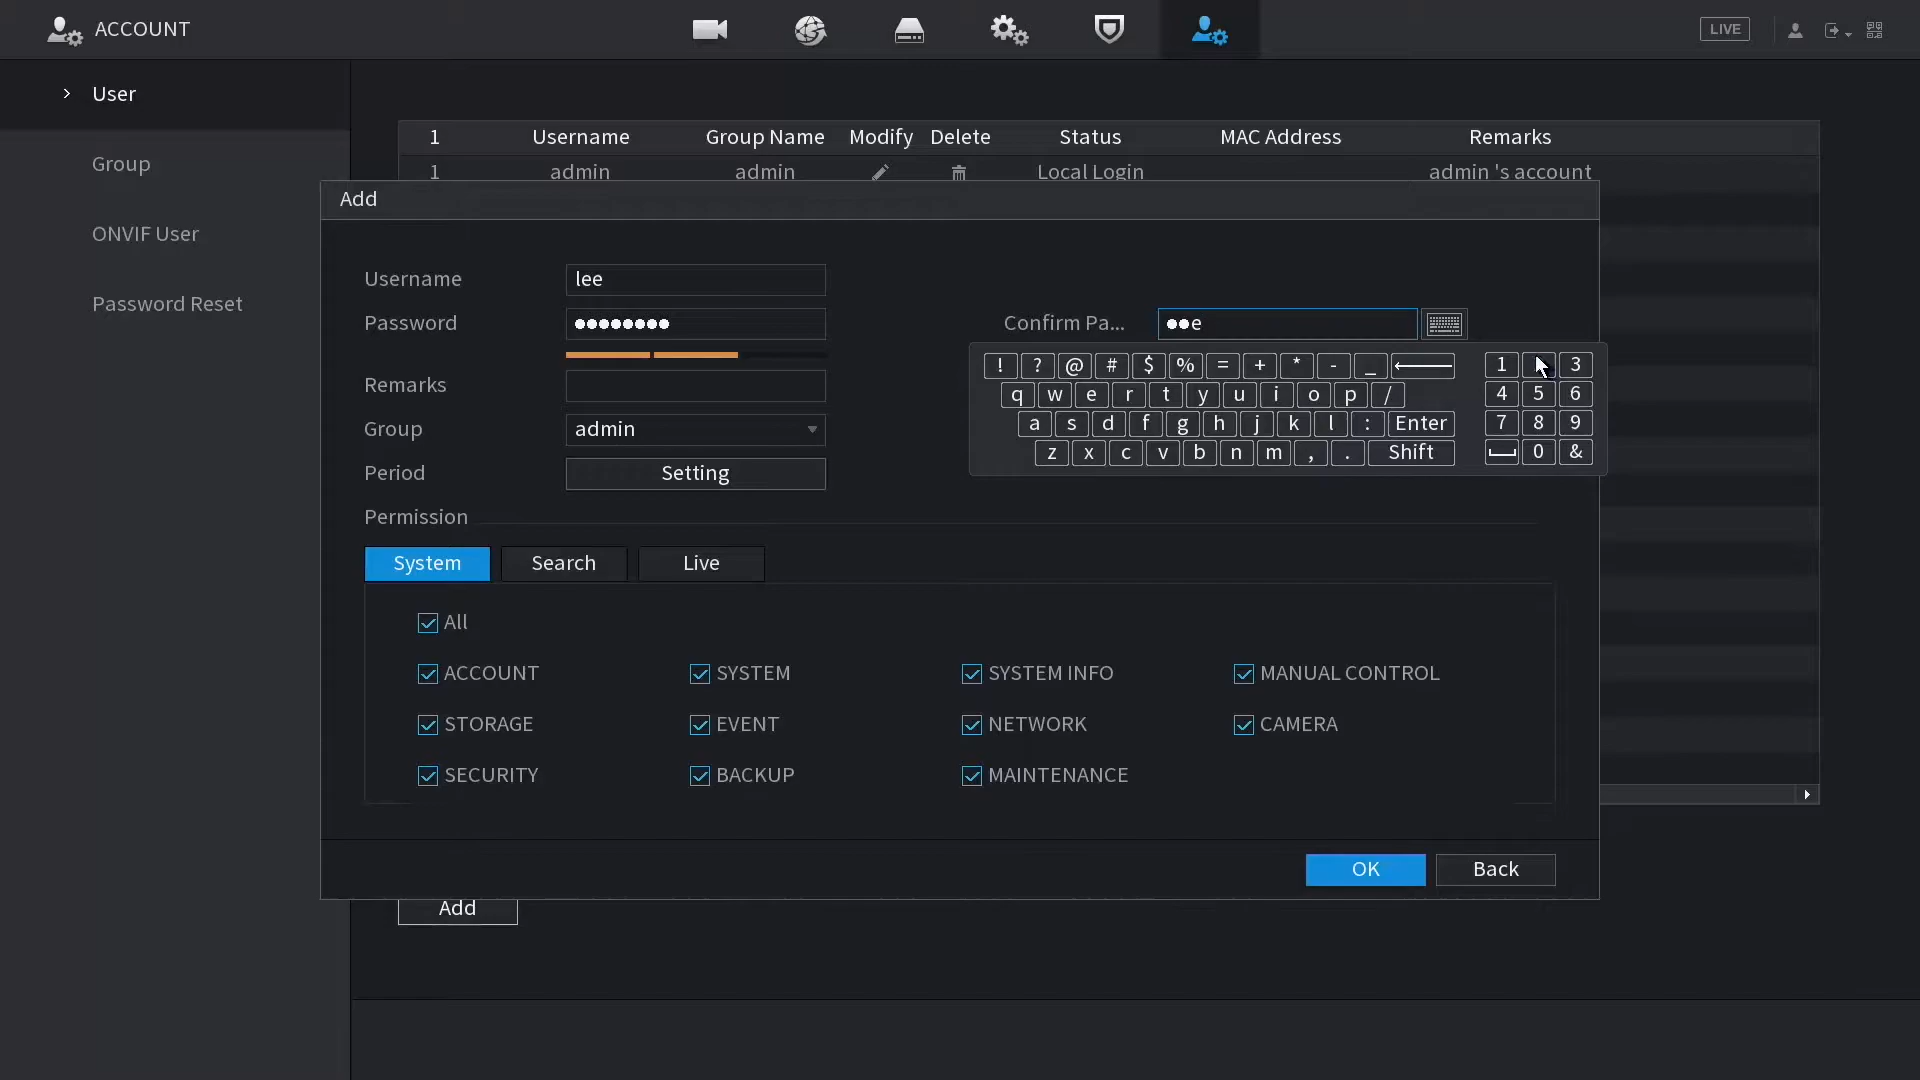 ACCOUNT
LIVE
User
Group
ONVIF User
Password Reset
1 Username Group Name Modify Delete Status MAC Address Remarks
1 admin admin Local Login admin 's account
Add
Username lee
Password ●●●●●●●● Confirm Pa... ●●e
Remarks
Group admin
Period Setting
! ? @ # $ % = + * - _ 1 3
q w e r t y u i o p / 4 5 6
a s d f g h j k l : Enter 7 8 9
z x c v b n m , . Shift 0 &
Permission
System Search Live
All
ACCOUNT SYSTEM SYSTEM INFO MANUAL CONTROL
STORAGE EVENT NETWORK CAMERA
SECURITY BACKUP MAINTENANCE
OK Back
Add